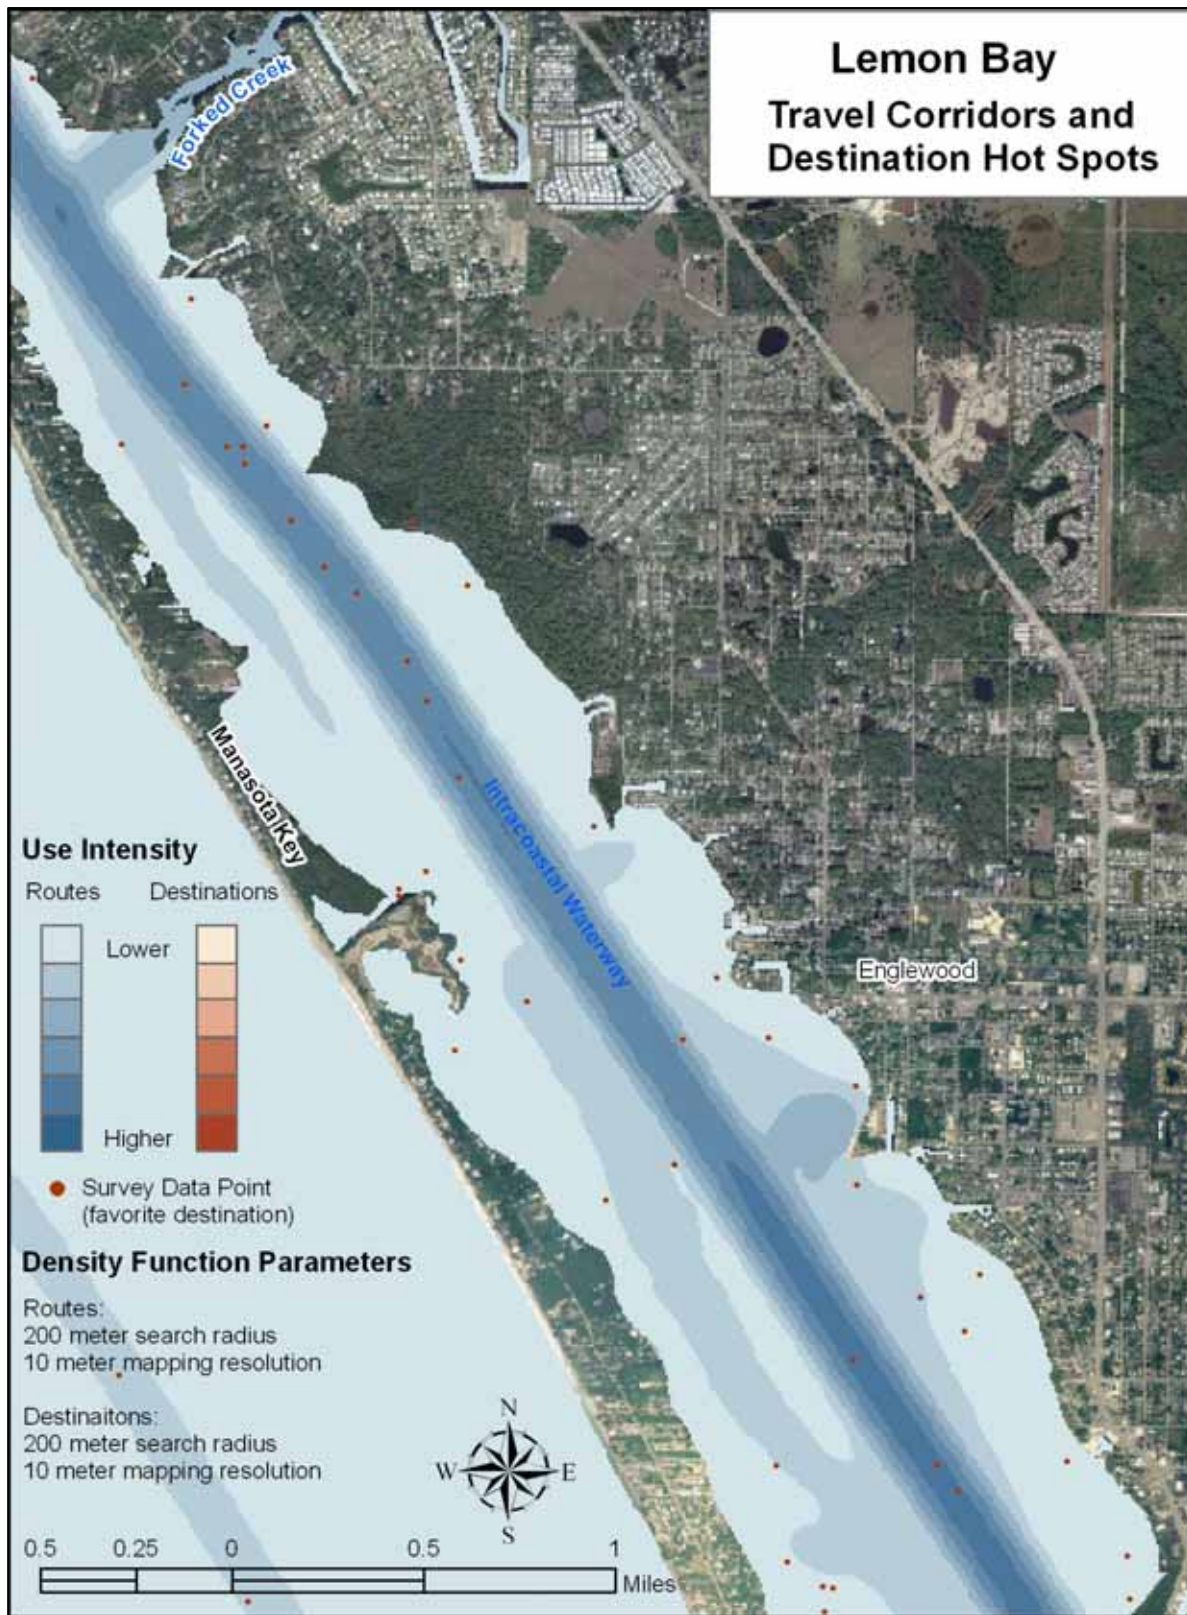 Lemon Bay
Travel Corridors and
Destination Hot Spots
Forked Creek
Manasota Key
Intracoastal Waterway
Englewood
Use Intensity
Routes Destinations
Lower
Higher
Survey Data Point
(favorite destination)
Density Function Parameters
Routes:
200 meter search radius
10 meter mapping resolution
Destinaitons:
200 meter search radius
10 meter mapping resolution
N
W E
S
0.5 0.25 0 0.5 1
Miles